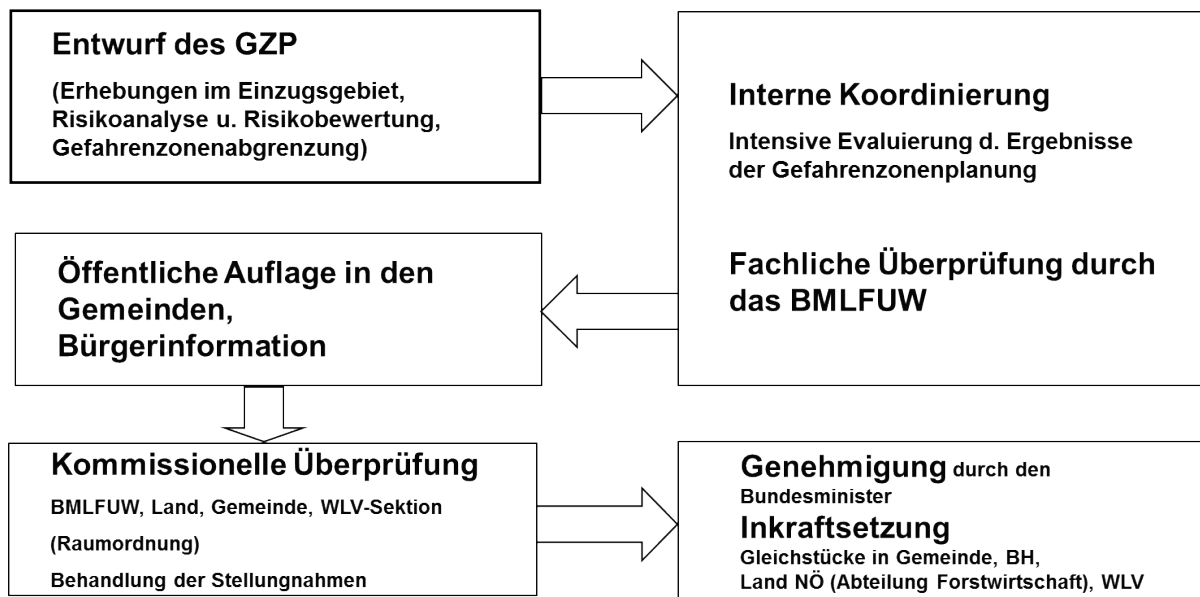 Entwurf des GZP
(Erhebungen im Einzugsgebiet,
Risikoanalyse u. Risikobewertung,
Gefahrenzonenabgrenzung)
Interne Koordinierung
Intensive Evaluierung d. Ergebnisse
der Gefahrenzonenplanung
Fachliche Überprüfung durch
das BMLFUW
Öffentliche Auflage in den
Gemeinden,
Bürgerinformation
Kommissionelle Überprüfung
BMLFUW, Land, Gemeinde, WLV-Sektion
(Raumordnung)
Behandlung der Stellungnahmen
Genehmigung durch den
Bundesminister
Inkraftsetzung
Gleichstücke in Gemeinde, BH,
Land NÖ (Abteilung Forstwirtschaft), WLV